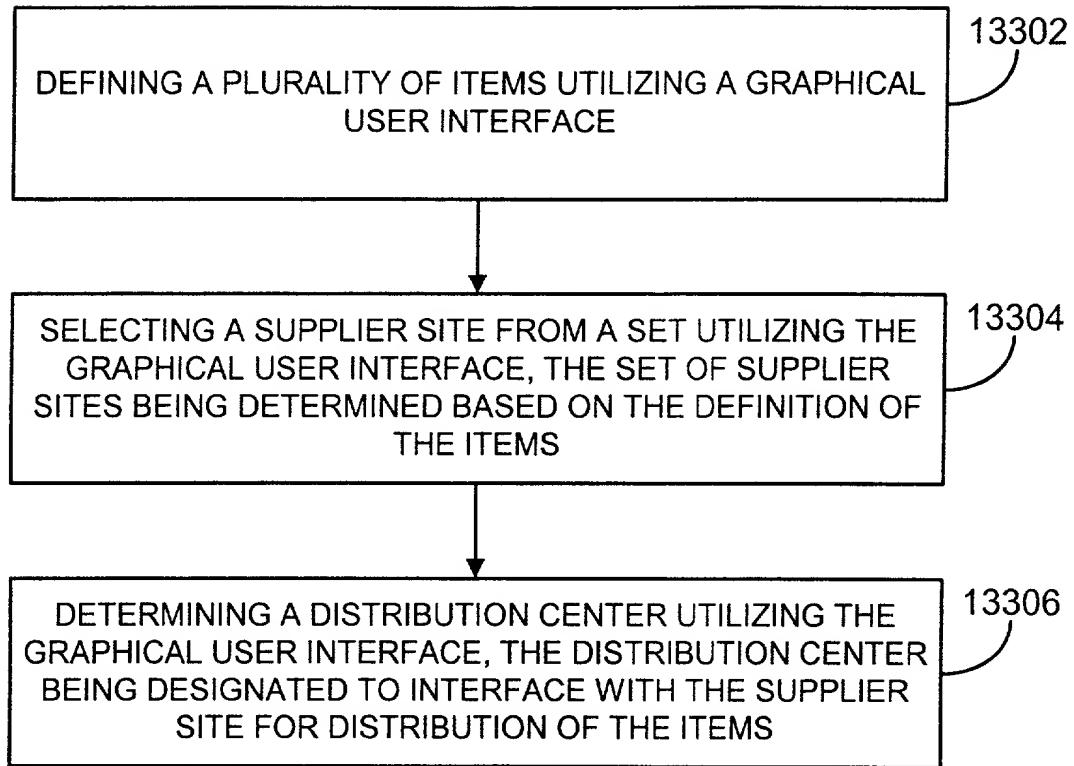 13302
DEFINING A PLURALITY OF ITEMS UTILIZING A GRAPHICAL
USER INTERFACE
13304
SELECTING A SUPPLIER SITE FROM A SET UTILIZING THE
GRAPHICAL USER INTERFACE, THE SET OF SUPPLIER
SITES BEING DETERMINED BASED ON THE DEFINITION OF
THE ITEMS
13306
DETERMINING A DISTRIBUTION CENTER UTILIZING THE
GRAPHICAL USER INTERFACE, THE DISTRIBUTION CENTER
BEING DESIGNATED TO INTERFACE WITH THE SUPPLIER
SITE FOR DISTRIBUTION OF THE ITEMS